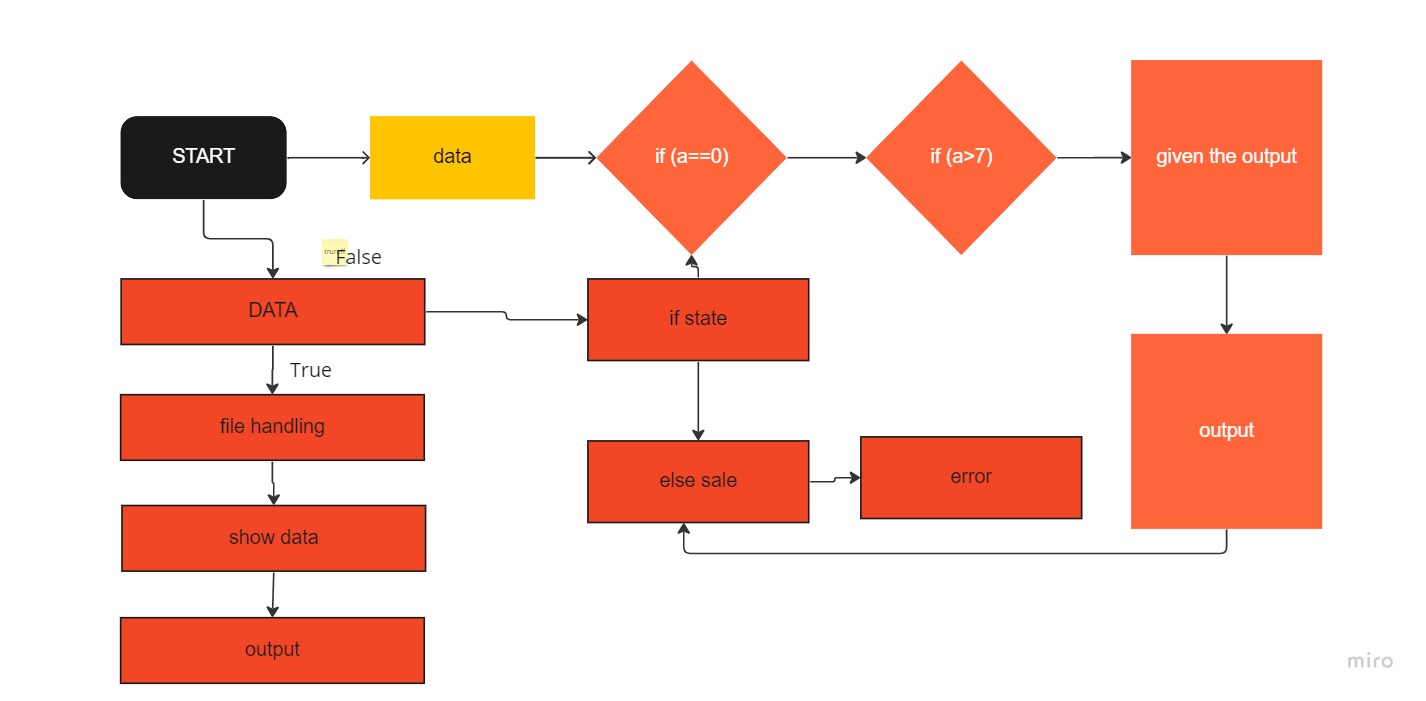 START
data
if (a==0)
if (a>7)
given the output
False
DATA
if state
True
file handling
output
else sale
error
show data
output
miro